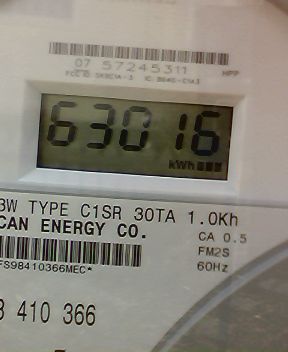 07 57245311
HPP
63016
kWh
3W TYPE C1SR 30TA 1.0Kh
CAN ENERGY CO.
CA 0.5
FM2S
FS98410366MEC*
60Hz
3 410 366